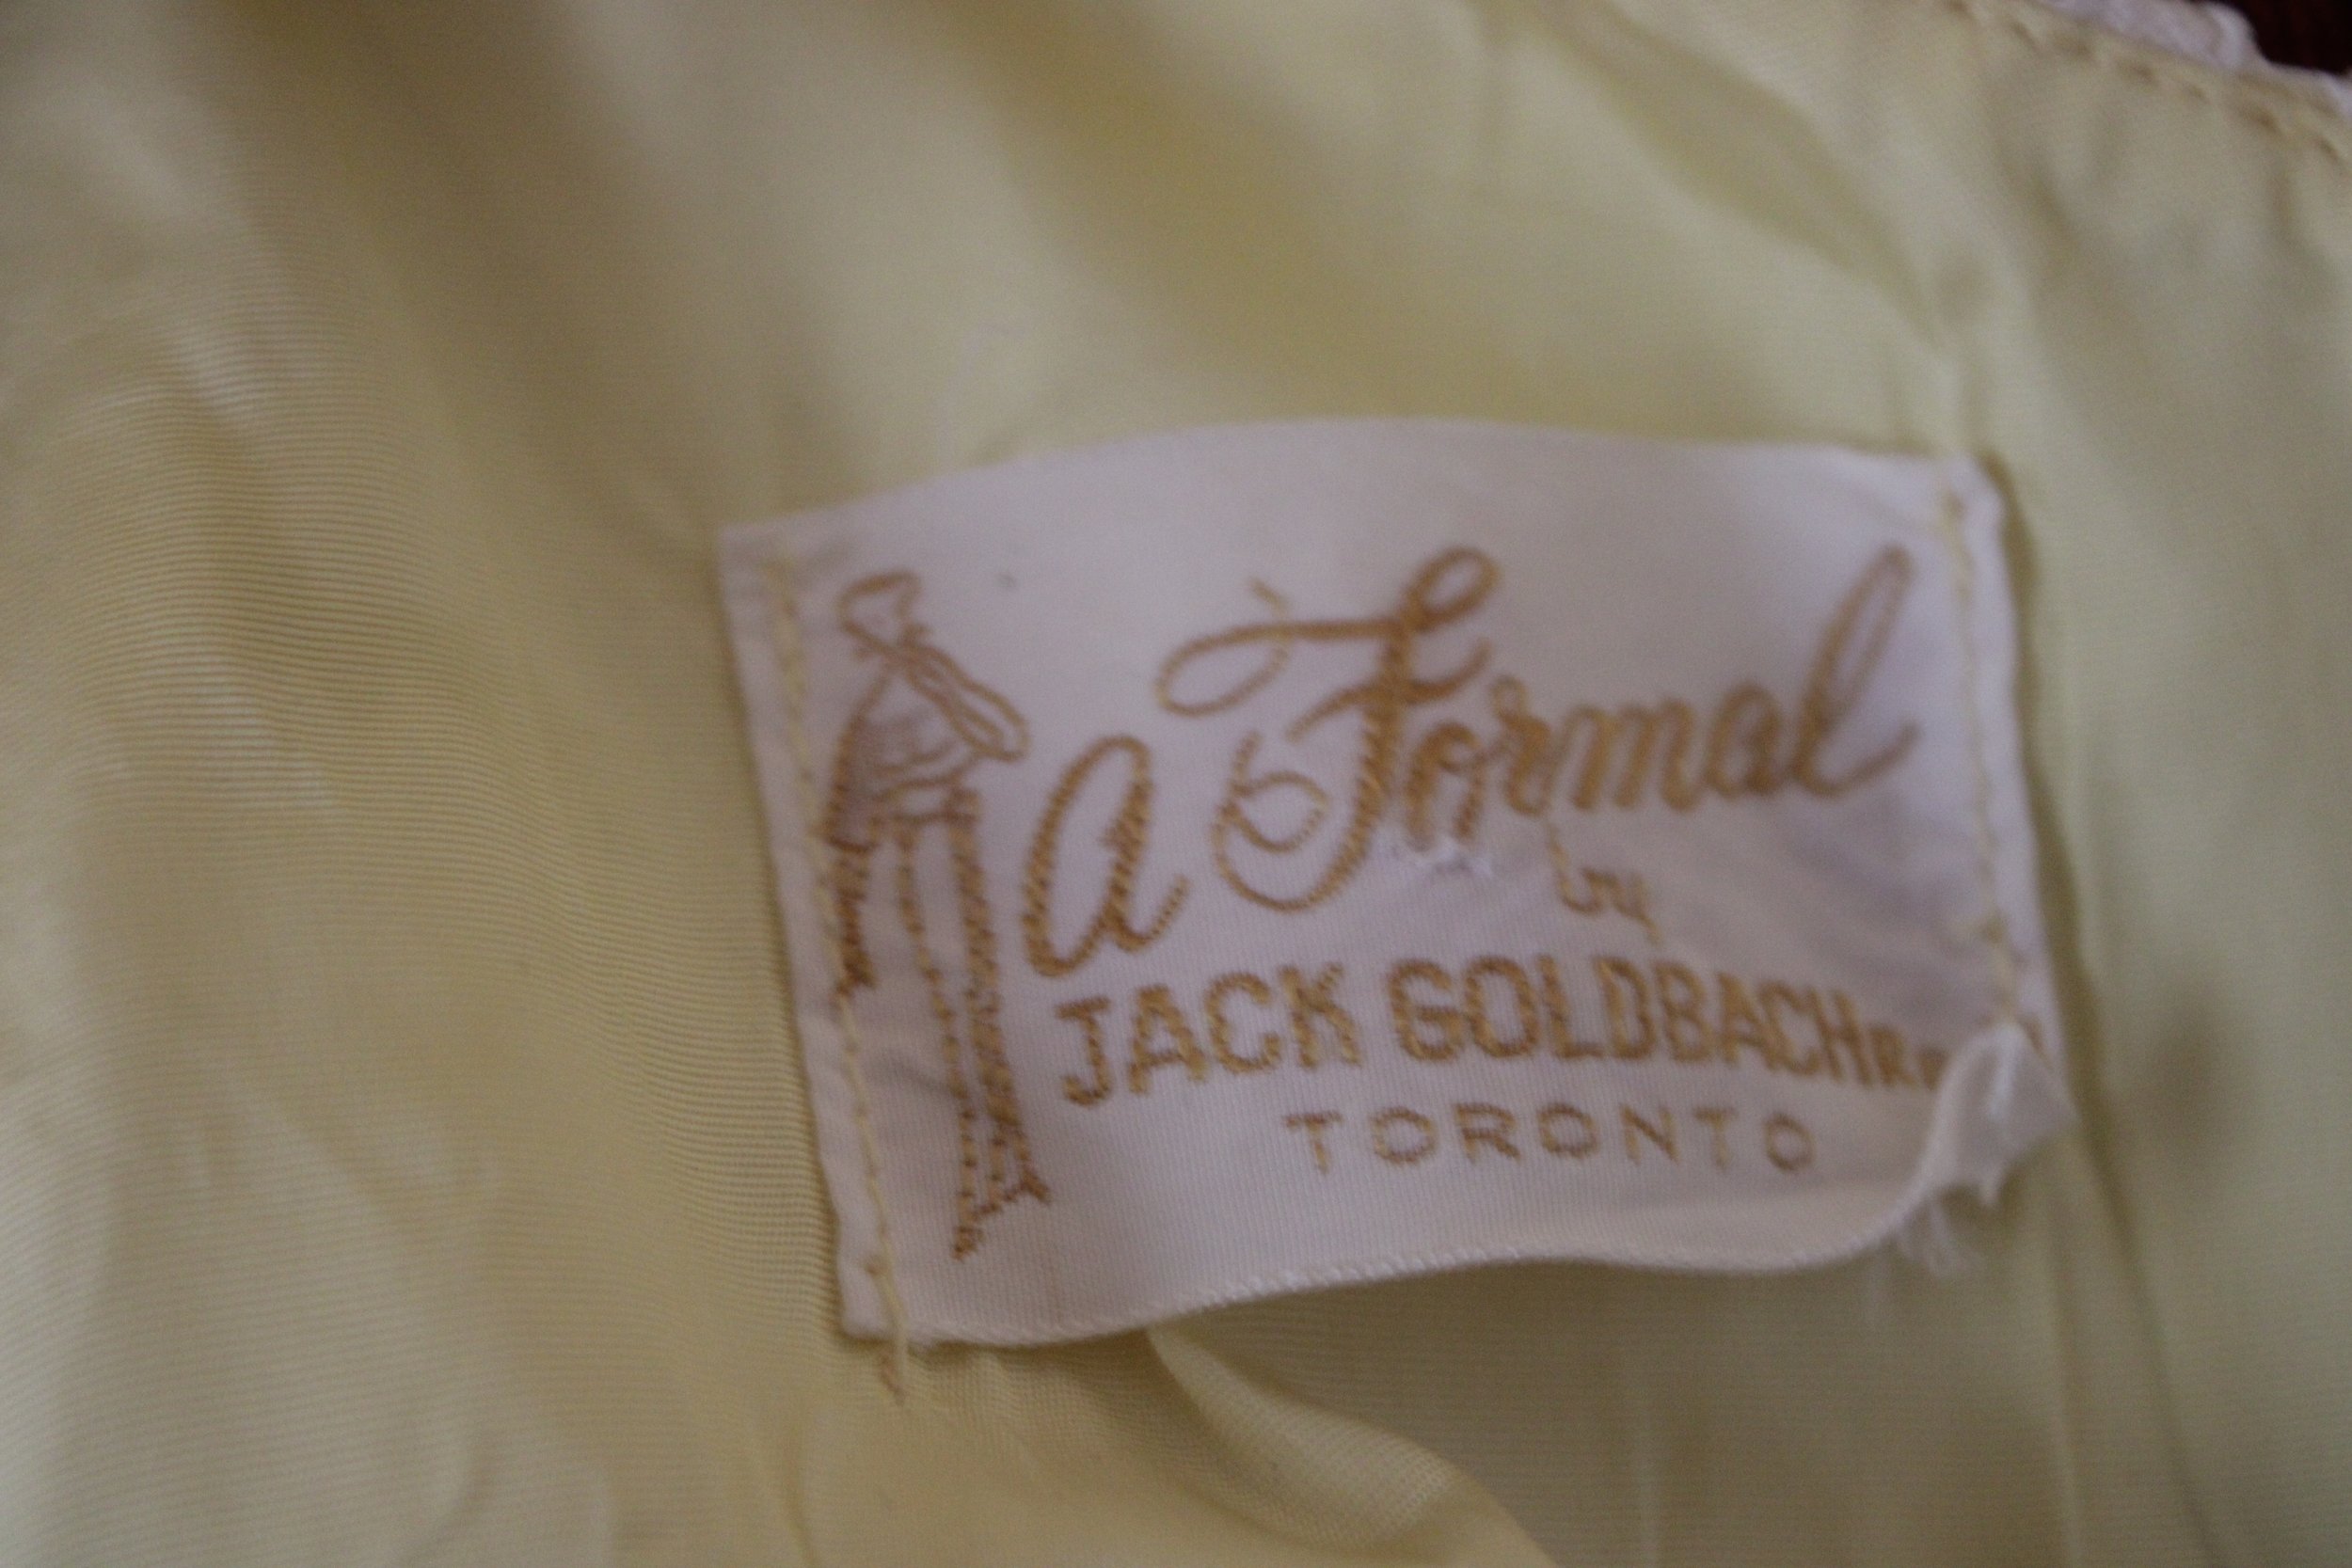 a Formal
by
JACK GOLDBACH
TORONTO